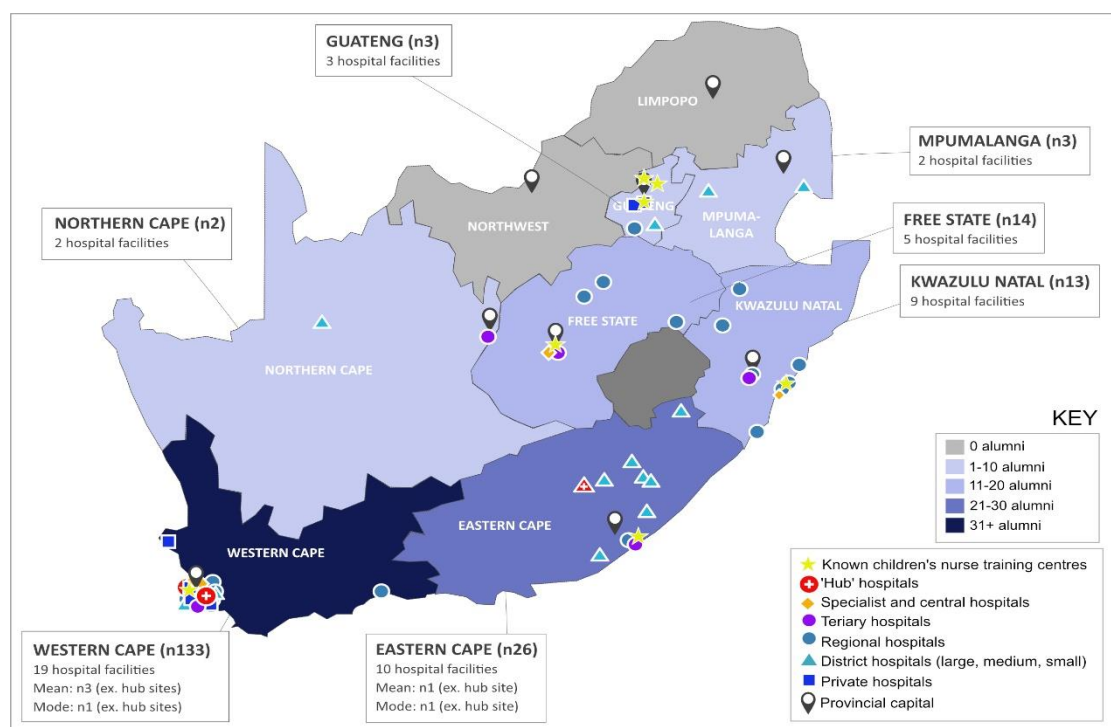 GUATENG (n3)
3 hospital facilities
LIMPOPO
MPUMALANGA (n3)
2 hospital facilities
NORTHERN CAPE (n2)
2 hospital facilities
NORTHWEST
GUATENG
MPUMA-
LANGA
FREE STATE (n14)
5 hospital facilities
KWAZULU NATAL (n13)
9 hospital facilities
KWAZULU NATAL
FREE STATE
NORTHERN CAPE
EASTERN CAPE
WESTERN CAPE
WESTERN CAPE (n133)
19 hospital facilities
Mean: n3 (ex. hub sites)
Mode: n1 (ex. hub sites)
EASTERN CAPE (n26)
10 hospital facilities
Mean: n1 (ex. hub site)
Mode: n1 (ex. hub site)
KEY
0 alumni
1-10 alumni
11-20 alumni
21-30 alumni
31+ alumni
Known children's nurse training centres
'Hub' hospitals
Specialist and central hospitals
Teriary hospitals
Regional hospitals
District hospitals (large, medium, small)
Private hospitals
Provincial capital